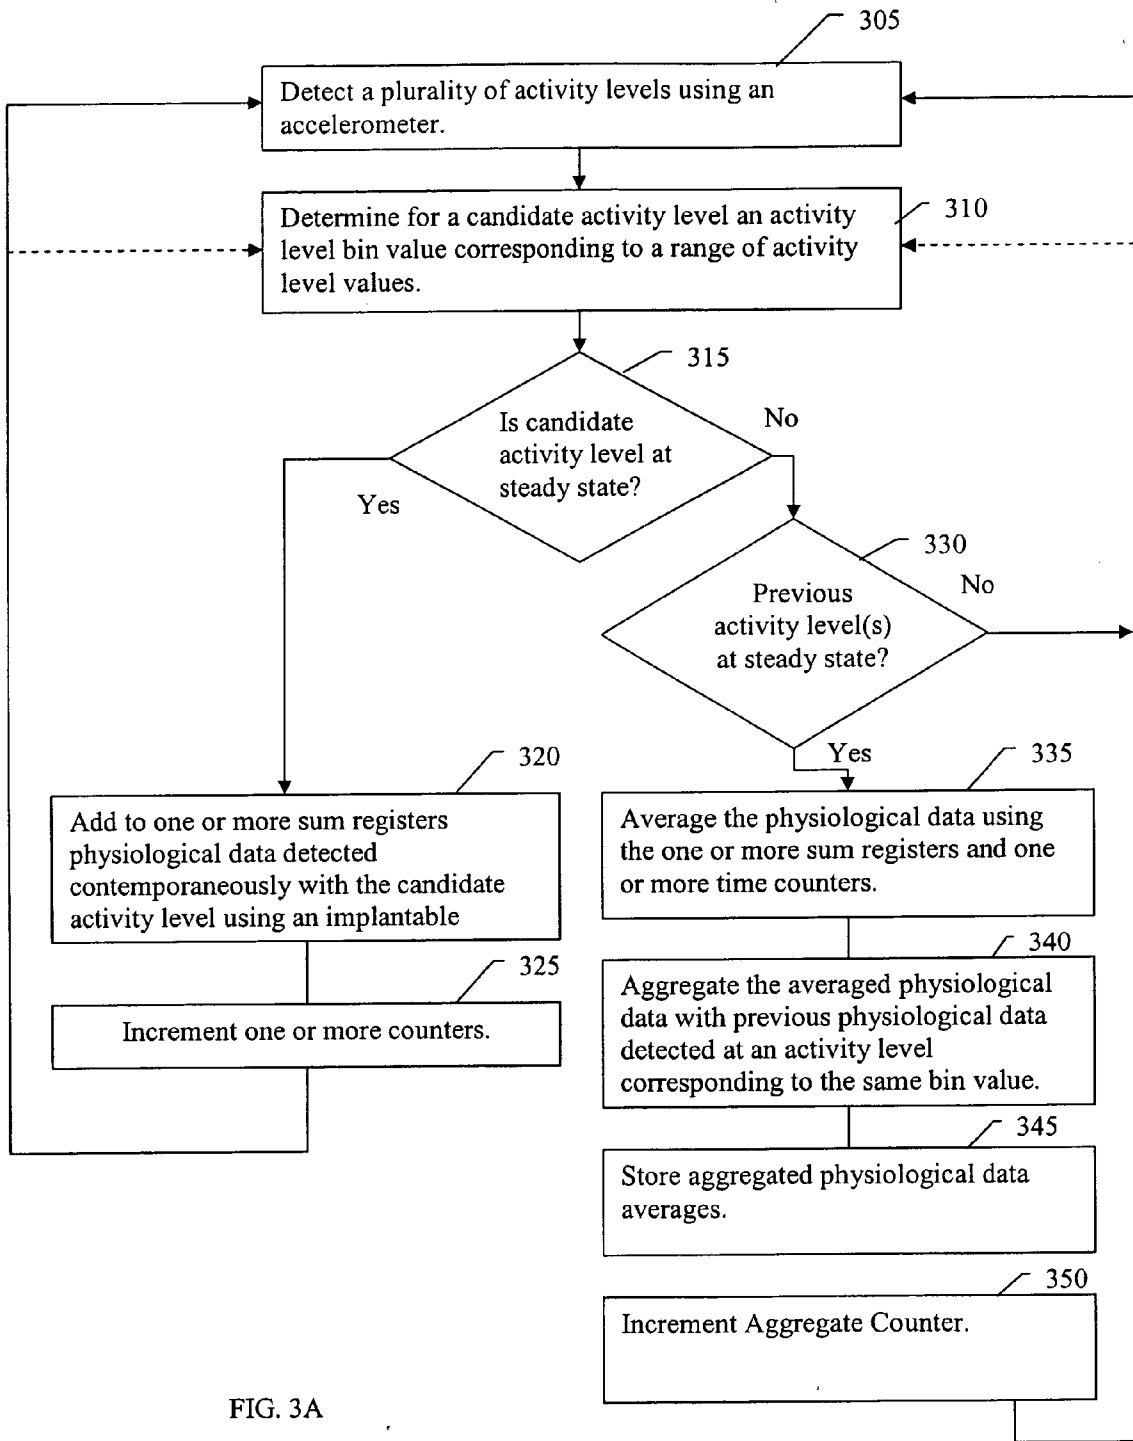 305
Detect a plurality of activity levels using an
accelerometer.
310
Determine for a candidate activity level an activity
level bin value corresponding to a range of activity
level values.
315
Is candidate
activity level at
steady state?
No
Yes
330
Previous
activity level(s)
at steady state?
No
Yes
320
Add to one or more sum registers
physiological data detected
contemporaneously with the candidate
activity level using an implantable
325
Increment one or more counters.
335
Average the physiological data using
the one or more sum registers and one
or more time counters.
340
Aggregate the averaged physiological
data with previous physiological data
detected at an activity level
corresponding to the same bin value.
345
Store aggregated physiological data
averages.
350
Increment Aggregate Counter.
FIG. 3A